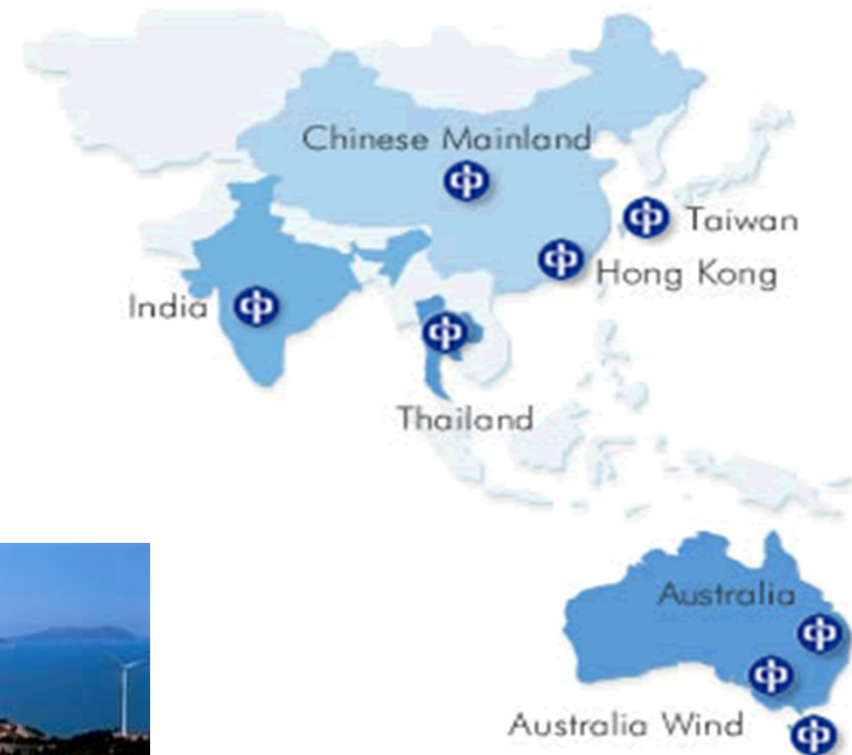 Chinese Mainland
Taiwan
Hong Kong
India
Thailand
Australia
Australia Wind